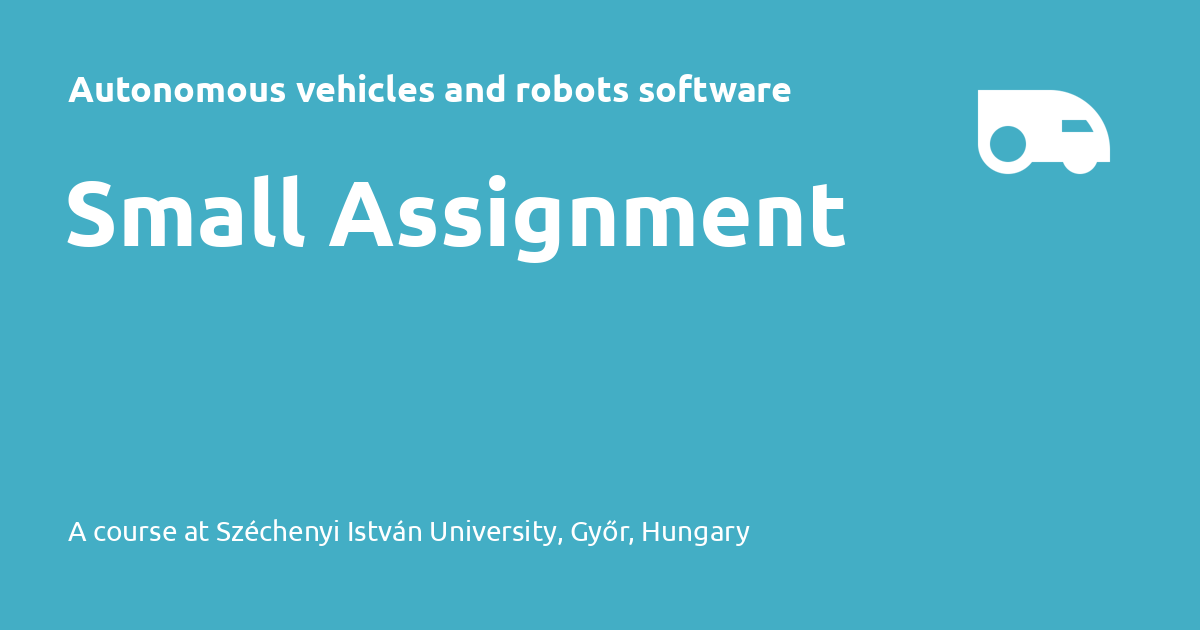 Autonomous vehicles and robots software
Small Assignment
A course at Széchenyi István University, Győr, Hungary